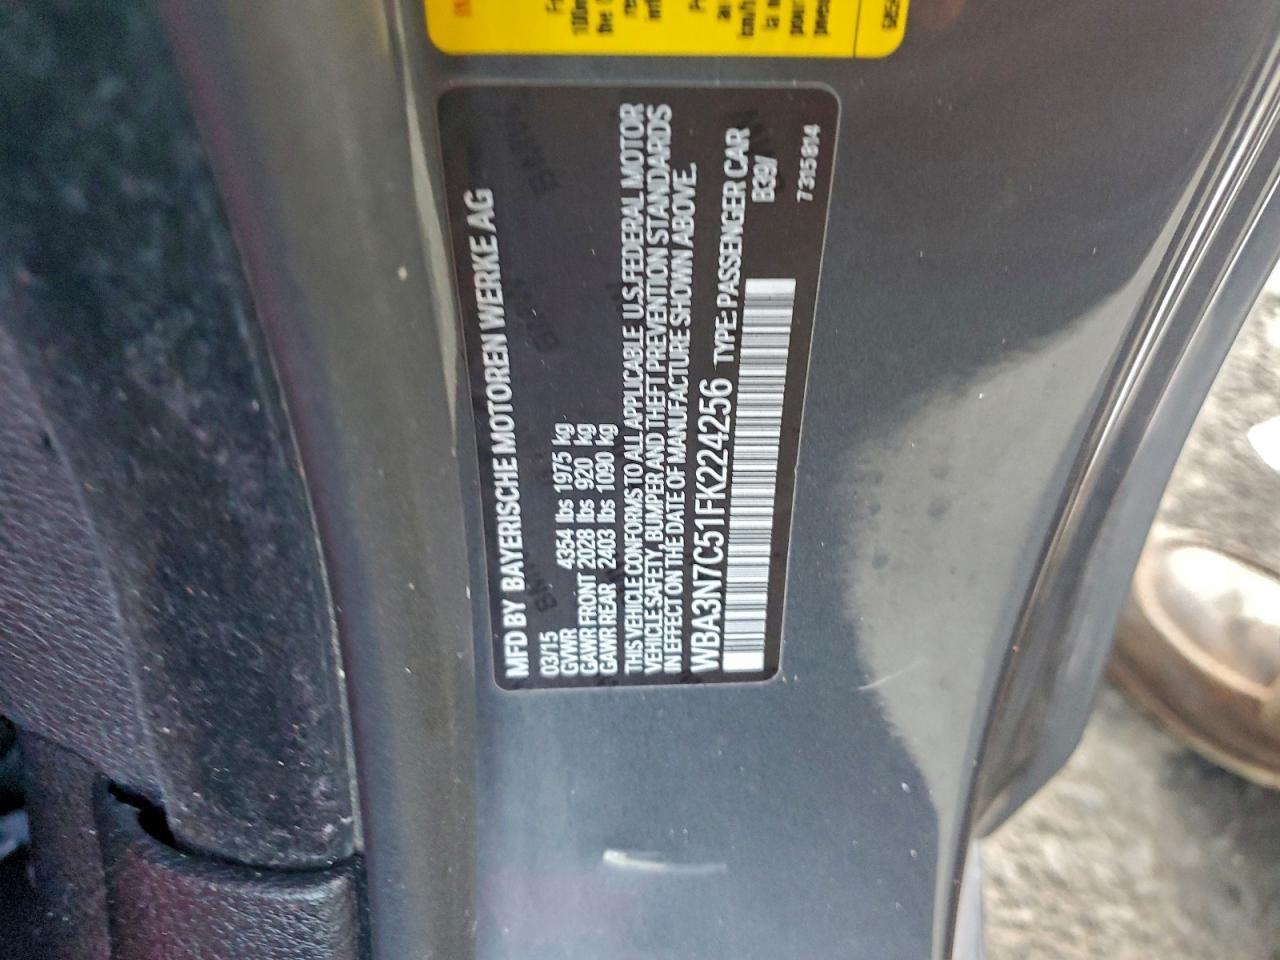 MFD BY BAYERISCHE MOTOREN WERKE AG
03/15
GVWR 4354 lbs 1975 kg
GAWR FRONT 2028 lbs 920 kg
GAWR REAR 2403 lbs 1090 kg
THIS VEHICLE CONFORMS TO ALL APPLICABLE U.S.FEDERAL MOTOR
VEHICLE SAFETY, BUMPER AND THEFT PREVENTION STANDARDS
IN EFFECT ON THE DATE OF MANUFACTURE SHOWN ABOVE.
WBA3N7C51FK224256 TYPE: PASSENGER CAR
B39/
7315814